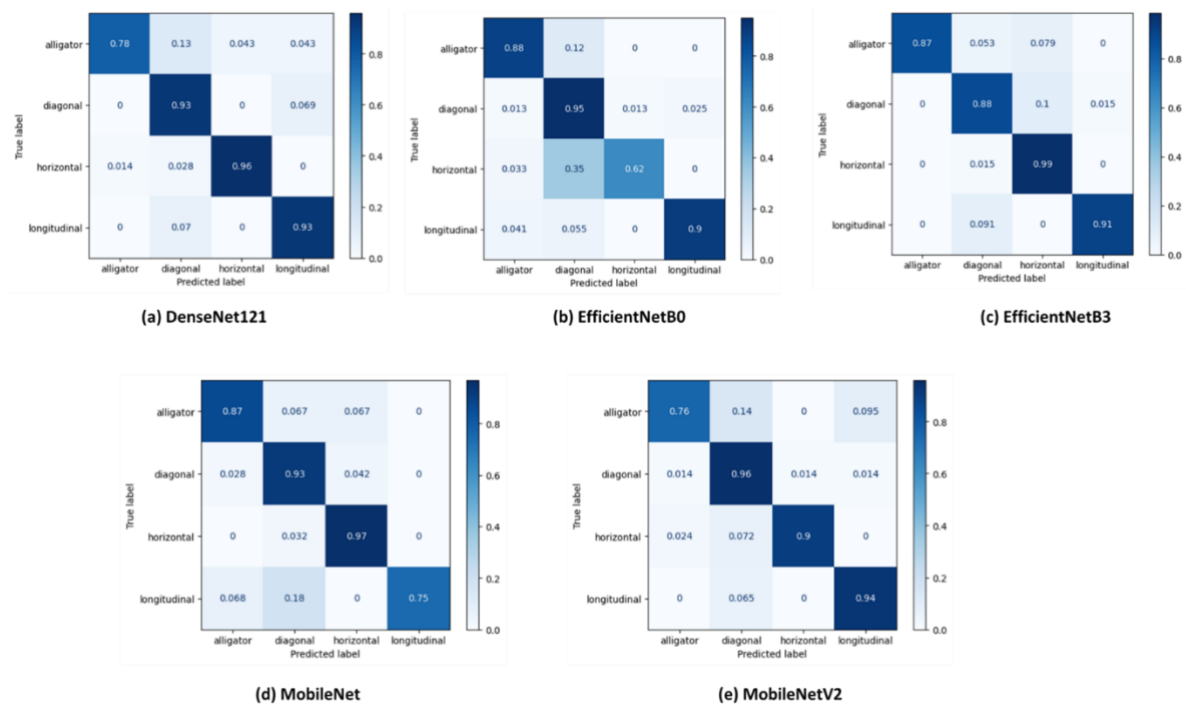 alligator 0.78 0.13 0.043 0.043
diagonal 0 0.93 0 0.069
horizontal 0.014 0.028 0.96 0
longitudinal 0 0.07 0 0.93
True label
alligator diagonal horizontal longitudinal
Predicted label
0.8
0.6
0.4
0.2
0.0
(a) DenseNet121
alligator 0.88 0.12 0 0
diagonal 0.013 0.95 0.013 0.025
horizontal 0.033 0.35 0.62 0
longitudinal 0.041 0.055 0 0.9
True label
alligator diagonal horizontal longitudinal
Predicted label
0.8
0.6
0.4
0.2
0.0
(b) EfficientNetB0
alligator 0.87 0.053 0.079 0
diagonal 0 0.88 0.1 0.015
horizontal 0 0.015 0.99 0
longitudinal 0 0.091 0 0.91
True label
alligator diagonal horizontal longitudinal
Predicted label
0.8
0.6
0.4
0.2
0.0
(c) EfficientNetB3
alligator 0.87 0.067 0.067 0
diagonal 0.028 0.93 0.042 0
horizontal 0 0.032 0.97 0
longitudinal 0.068 0.18 0 0.75
True label
alligator diagonal horizontal longitudinal
Predicted label
0.8
0.6
0.4
0.2
0.0
(d) MobileNet
alligator 0.76 0.14 0 0.095
diagonal 0.014 0.96 0.014 0.014
horizontal 0.024 0.072 0.9 0
longitudinal 0 0.065 0 0.94
True label
alligator diagonal horizontal longitudinal
Predicted label
0.8
0.6
0.4
0.2
0.0
(e) MobileNetV2